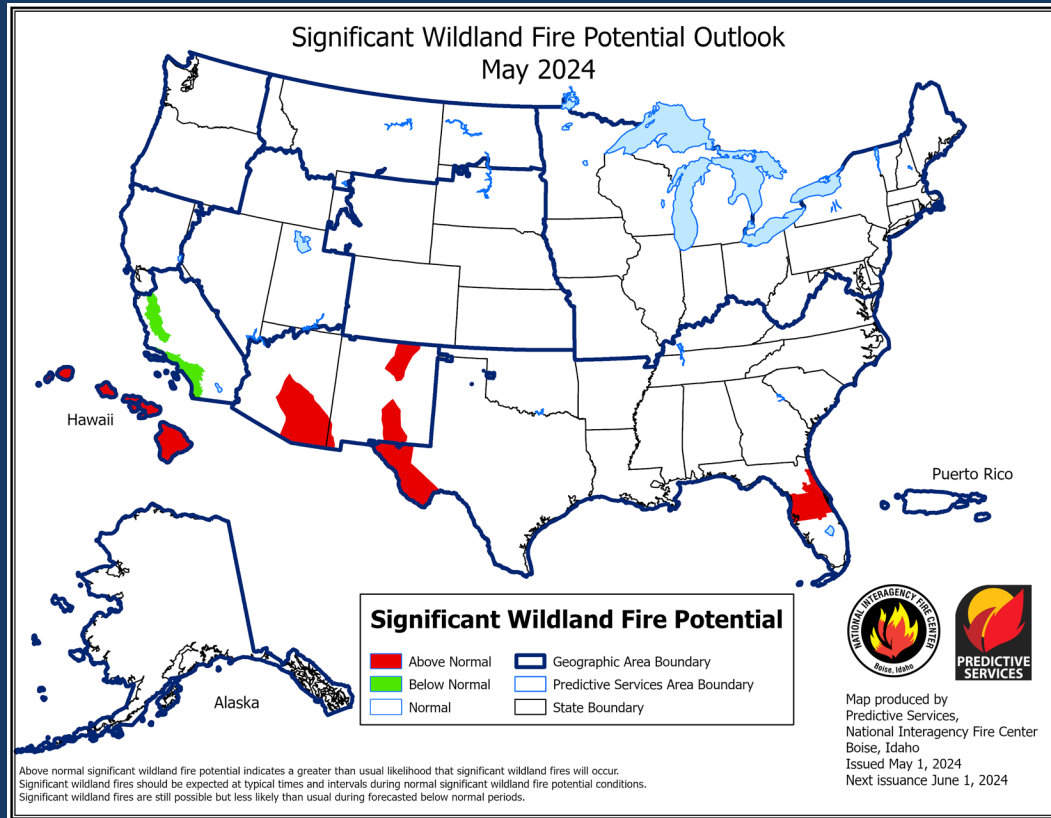 Significant Wildland Fire Potential Outlook
May 2024
Hawaii
Puerto Rico
Alaska
Significant Wildland Fire Potential
Above Normal
Below Normal
Normal
Geographic Area Boundary
Predictive Services Area Boundary
State Boundary
NATIONAL INTERAGENCY FIRE CENTER
Boise, Idaho
PREDICTIVE
SERVICES
Map produced by
Predictive Services,
National Interagency Fire Center
Boise, Idaho
Issued May 1, 2024
Next issuance June 1, 2024
Above normal significant wildland fire potential indicates a greater than usual likelihood that significant wildland fires will occur.
Significant wildland fires should be expected at typical times and intervals during normal significant wildland fire potential conditions.
Significant wildland fires are still possible but less likely than usual during forecasted below normal periods.